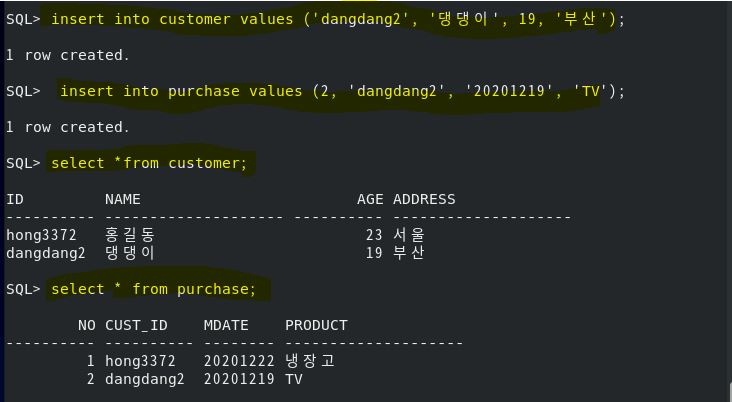 SQL> insert into customer values ('dangdang2', '댕댕이', 19, '부산');
1 row created.
SQL>  insert into purchase values (2, 'dangdang2', '20201219', 'TV');
1 row created.
SQL> select *from customer;
ID         NAME                        AGE ADDRESS
---------- -------------------- ---------- --------------------
hong3372   홍길동                       23 서울
dangdang2  댕댕이                       19 부산
SQL> select * from purchase;
        NO CUST_ID    MDATE    PRODUCT
---------- ---------- -------- --------------------
         1 hong3372   20201222 냉장고
         2 dangdang2  20201219 TV